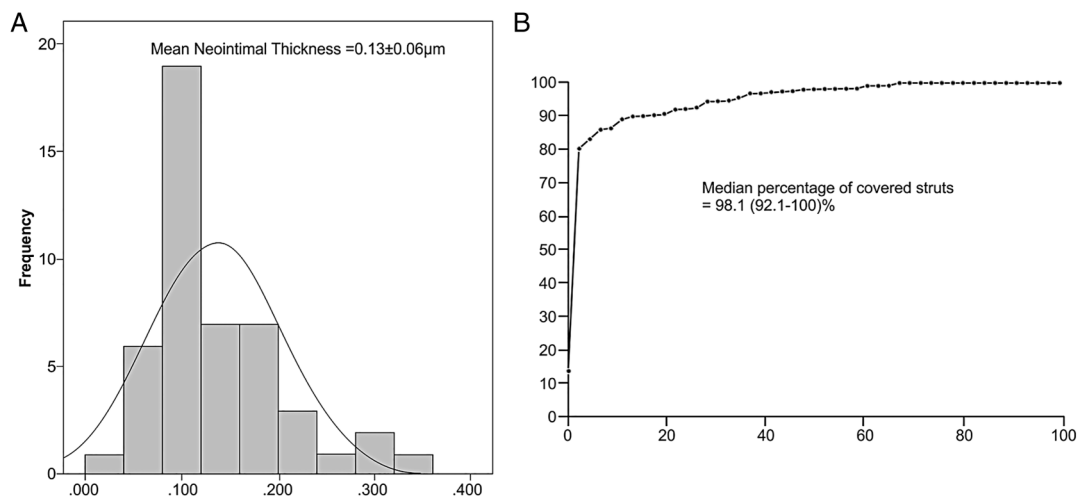 A
Mean Neointimal Thickness =0.13±0.06µm
Frequency
20
15
10
5
0
.000 .100 .200 .300 .400
B
100
90
80
70
60
50
40
30
20
10
0
Median percentage of covered struts
= 98.1 (92.1-100)%
0 20 40 60 80 100